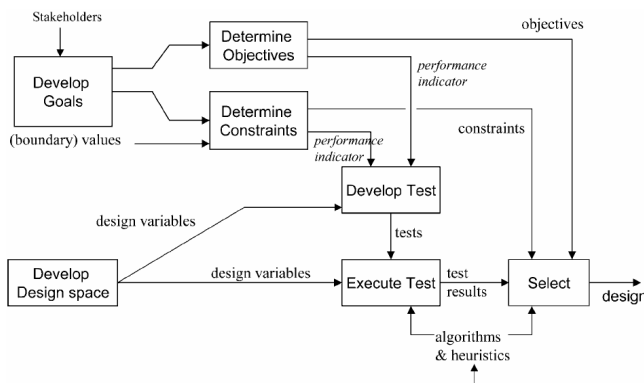 Stakeholders
objectives
Determine
Objectives
Develop
Goals
performance
indicator
Determine
Constraints
constraints
(boundary) values
performance
indicator
Develop Test
design variables
tests
Develop
Design space
design variables
Execute Test
test
results
Select
design
algorithms
& heuristics